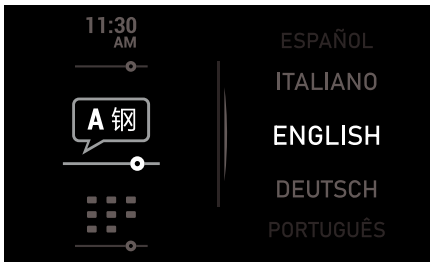 11:30
AM
A 钢
ESPAÑOL
ITALIANO
ENGLISH
DEUTSCH
PORTUGUÊS